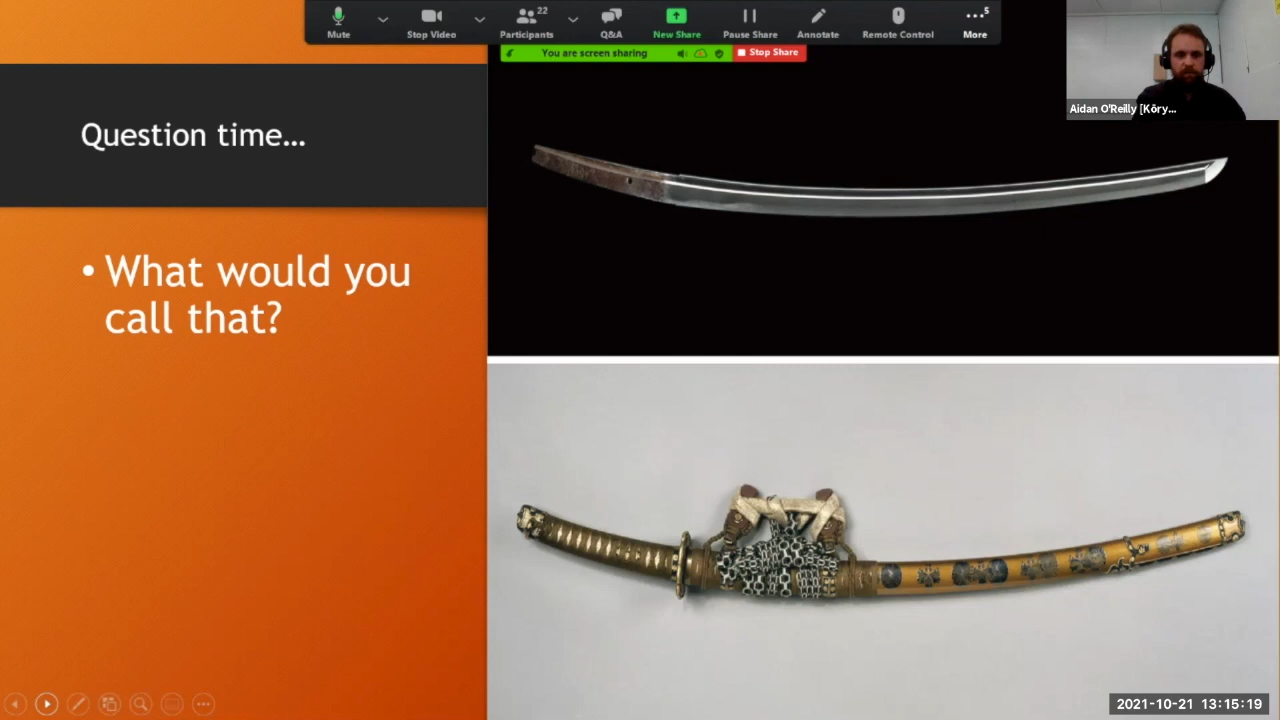 22
5
Mute
Stop Video
Participants
Q&A
New Share
Pause Share
Annotate
Remote Control
More
You are screen sharing
Stop Share
Aidan O'Reilly [Kōry...
Question time...
• What would you
call that?
2021-10-21 13:15:19